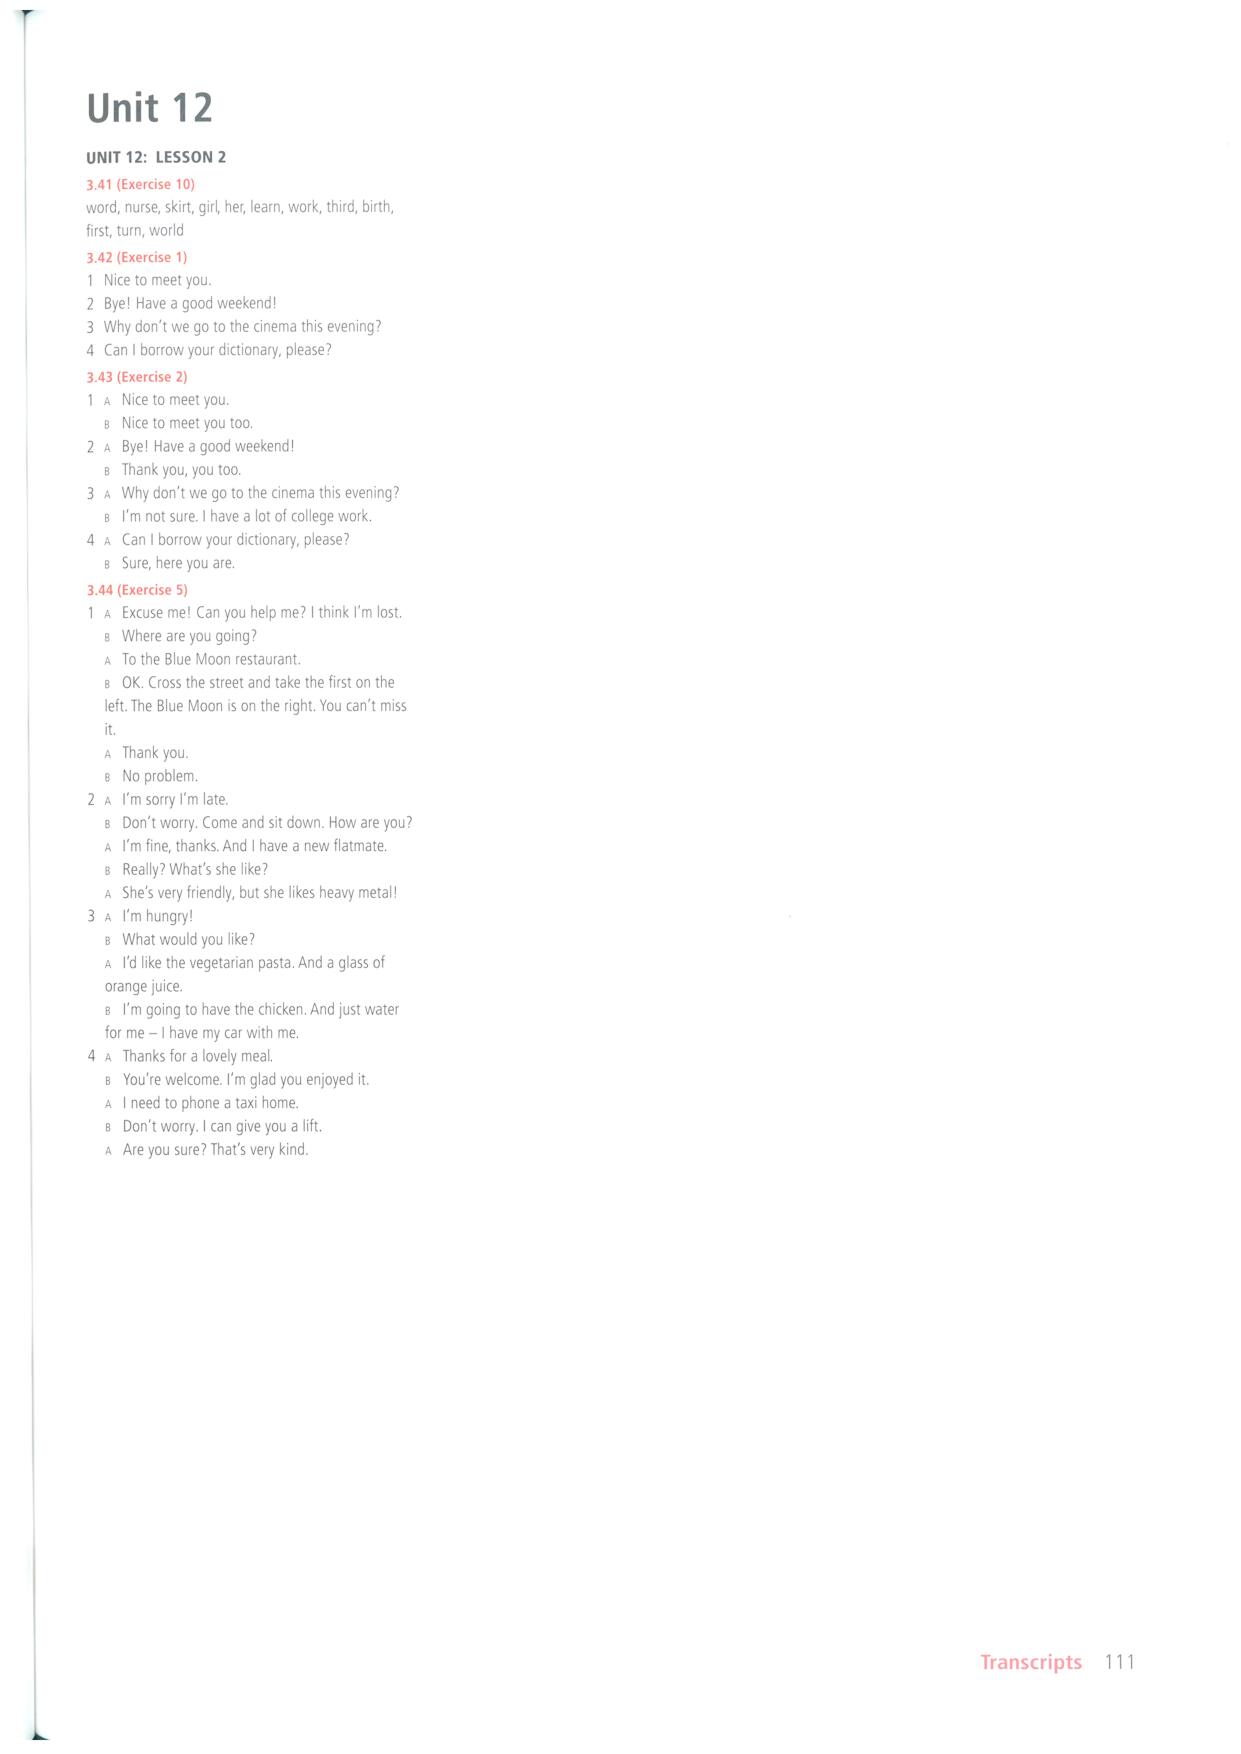 Unit 12
UNIT 12: LESSON 2
3.41 (Exercise 10)
word, nurse, skirt, girl, her, learn, work, third, birth,
first, turn, world
3.42 (Exercise 1)
1 Nice to meet you.
2 Bye! Have a good weekend!
3 Why don't we go to the cinema this evening?
4 Can I borrow your dictionary, please?
3.43 (Exercise 2)
1 A Nice to meet you.
B Nice to meet you too.
2 A Bye! Have a good weekend!
B Thank you, you too.
3 A Why don't we go to the cinema this evening?
B I'm not sure. I have a lot of college work.
4 A Can I borrow your dictionary, please?
B Sure, here you are.
3.44 (Exercise 5)
1 A Excuse me! Can you help me? I think I'm lost.
B Where are you going?
A To the Blue Moon restaurant.
B OK. Cross the street and take the first on the
left. The Blue Moon is on the right. You can't miss
it.
A Thank you.
B No problem.
2 A I'm sorry I'm late.
B Don't worry. Come and sit down. How are you?
A I'm fine, thanks. And I have a new flatmate.
B Really? What's she like?
A She's very friendly, but she likes heavy metal!
3 A I'm hungry!
B What would you like?
A I'd like the vegetarian pasta. And a glass of
orange juice.
B I'm going to have the chicken. And just water
for me – I have my car with me.
4 A Thanks for a lovely meal.
B You're welcome. I'm glad you enjoyed it.
A I need to phone a taxi home.
B Don't worry. I can give you a lift.
A Are you sure? That's very kind.
Transcripts 111